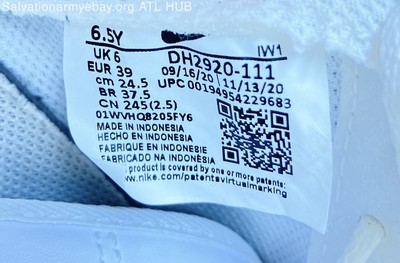 Salvationarmyebay.org ATL HUB
6.5Y IW1
UK 6 DH2920-111
EUR 39 09/16/20 11/13/20
cm 24.5 UPC 00194954229683
BR 37.5
CN 245(2.5)
01WVHQ8205FY6
MADE IN INDONESIA
HECHO EN INDONESIA
FABRIQUE EN INDONESIE
FABRICADO NA INDONÉSIA
product is covered by one or more patents:
www.nike.com/patentsvirtualmarking